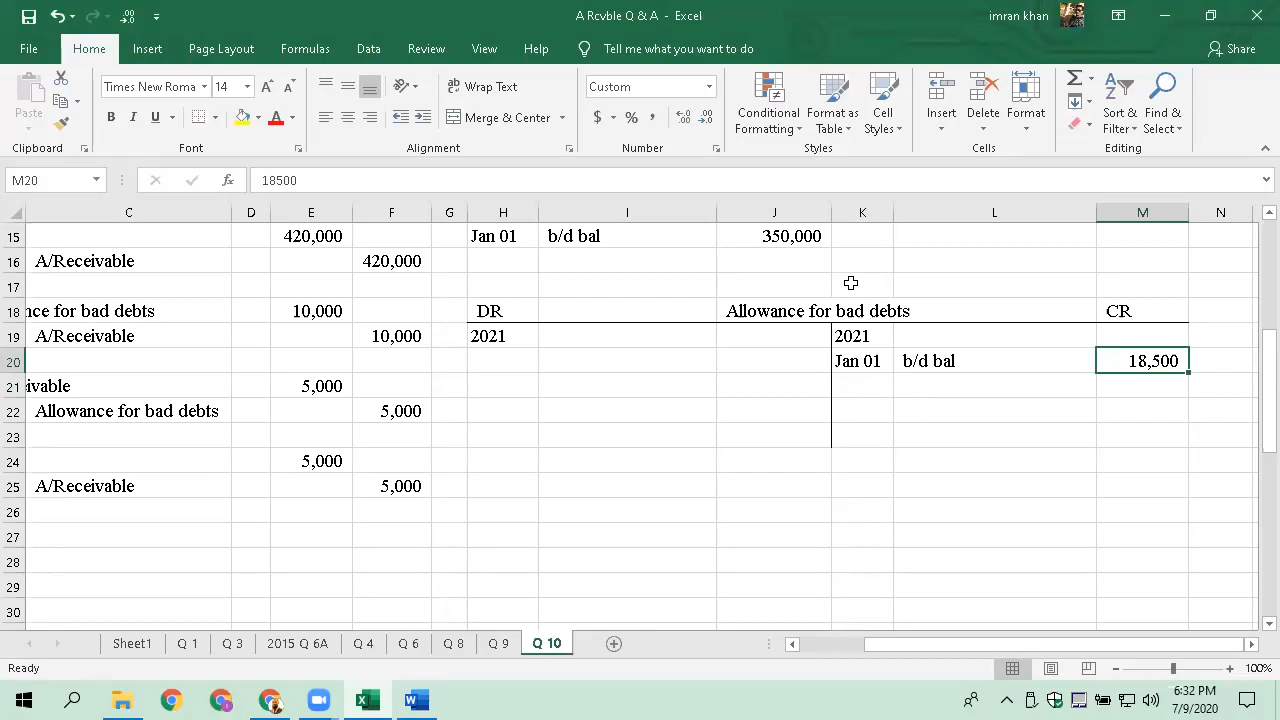 A Rcvble Q & A - Excel
imran khan
File Home Insert Page Layout Formulas Data Review View Help Tell me what you want to do Share
Paste
Times New Roma 14
B I U
Wrap Text
Merge & Center
Custom
$ % ,
Conditional Formatting
Format as Table
Cell Styles
Insert Delete Format
Sort & Filter
Find & Select
Clipboard Font Alignment Number Styles Cells Editing
M20 fx 18500
C D E F G H I J K L M N
15 420,000 Jan 01 b/d bal 350,000
16 A/Receivable 420,000
17
18 nce for bad debts 10,000 DR Allowance for bad debts CR
19 A/Receivable 10,000 2021 2021
20 Jan 01 b/d bal 18,500
21 ivable 5,000
22 Allowance for bad debts 5,000
23
24 5,000
25 A/Receivable 5,000
26
27
28
29
30
Sheet1 Q 1 Q 3 2015 Q 6A Q 4 Q 6 Q 8 Q 9 Q 10
Ready 100%
6:32 PM
7/9/2020